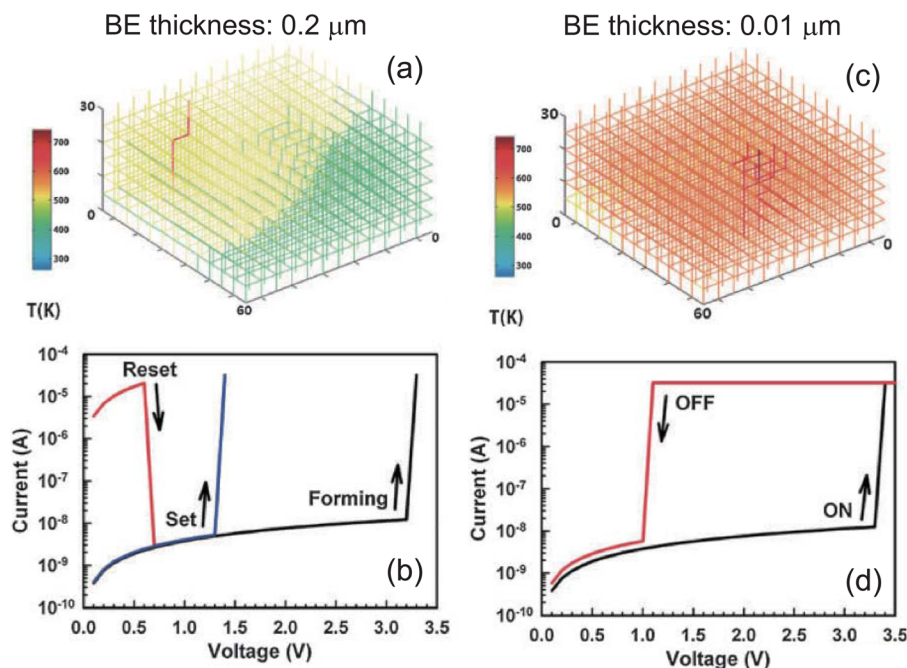 BE thickness: 0.2 μm
BE thickness: 0.01 μm
(a)
30
700
600
500
400
300
0
0
60
T(K)
(c)
30
700
600
500
400
300
0
0
60
T(K)
10⁻⁴
10⁻⁵
10⁻⁶
10⁻⁷
10⁻⁸
10⁻⁹
10⁻¹⁰
Current (A)
Reset
Set
Forming
(b)
0.0 0.5 1.0 1.5 2.0 2.5 3.0 3.5
Voltage (V)
10⁻⁴
10⁻⁵
10⁻⁶
10⁻⁷
10⁻⁸
10⁻⁹
10⁻¹⁰
Current (A)
OFF
ON
(d)
0.0 0.5 1.0 1.5 2.0 2.5 3.0 3.5
Voltage (V)